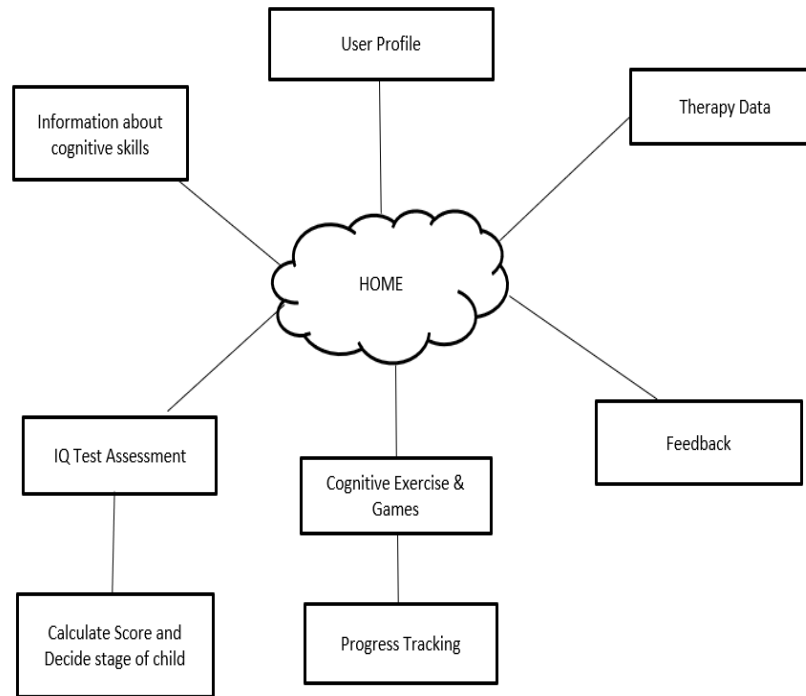 User Profile
Information about
cognitive skills
Therapy Data
HOME
IQ Test Assessment
Cognitive Exercise &
Games
Feedback
Calculate Score and
Decide stage of child
Progress Tracking